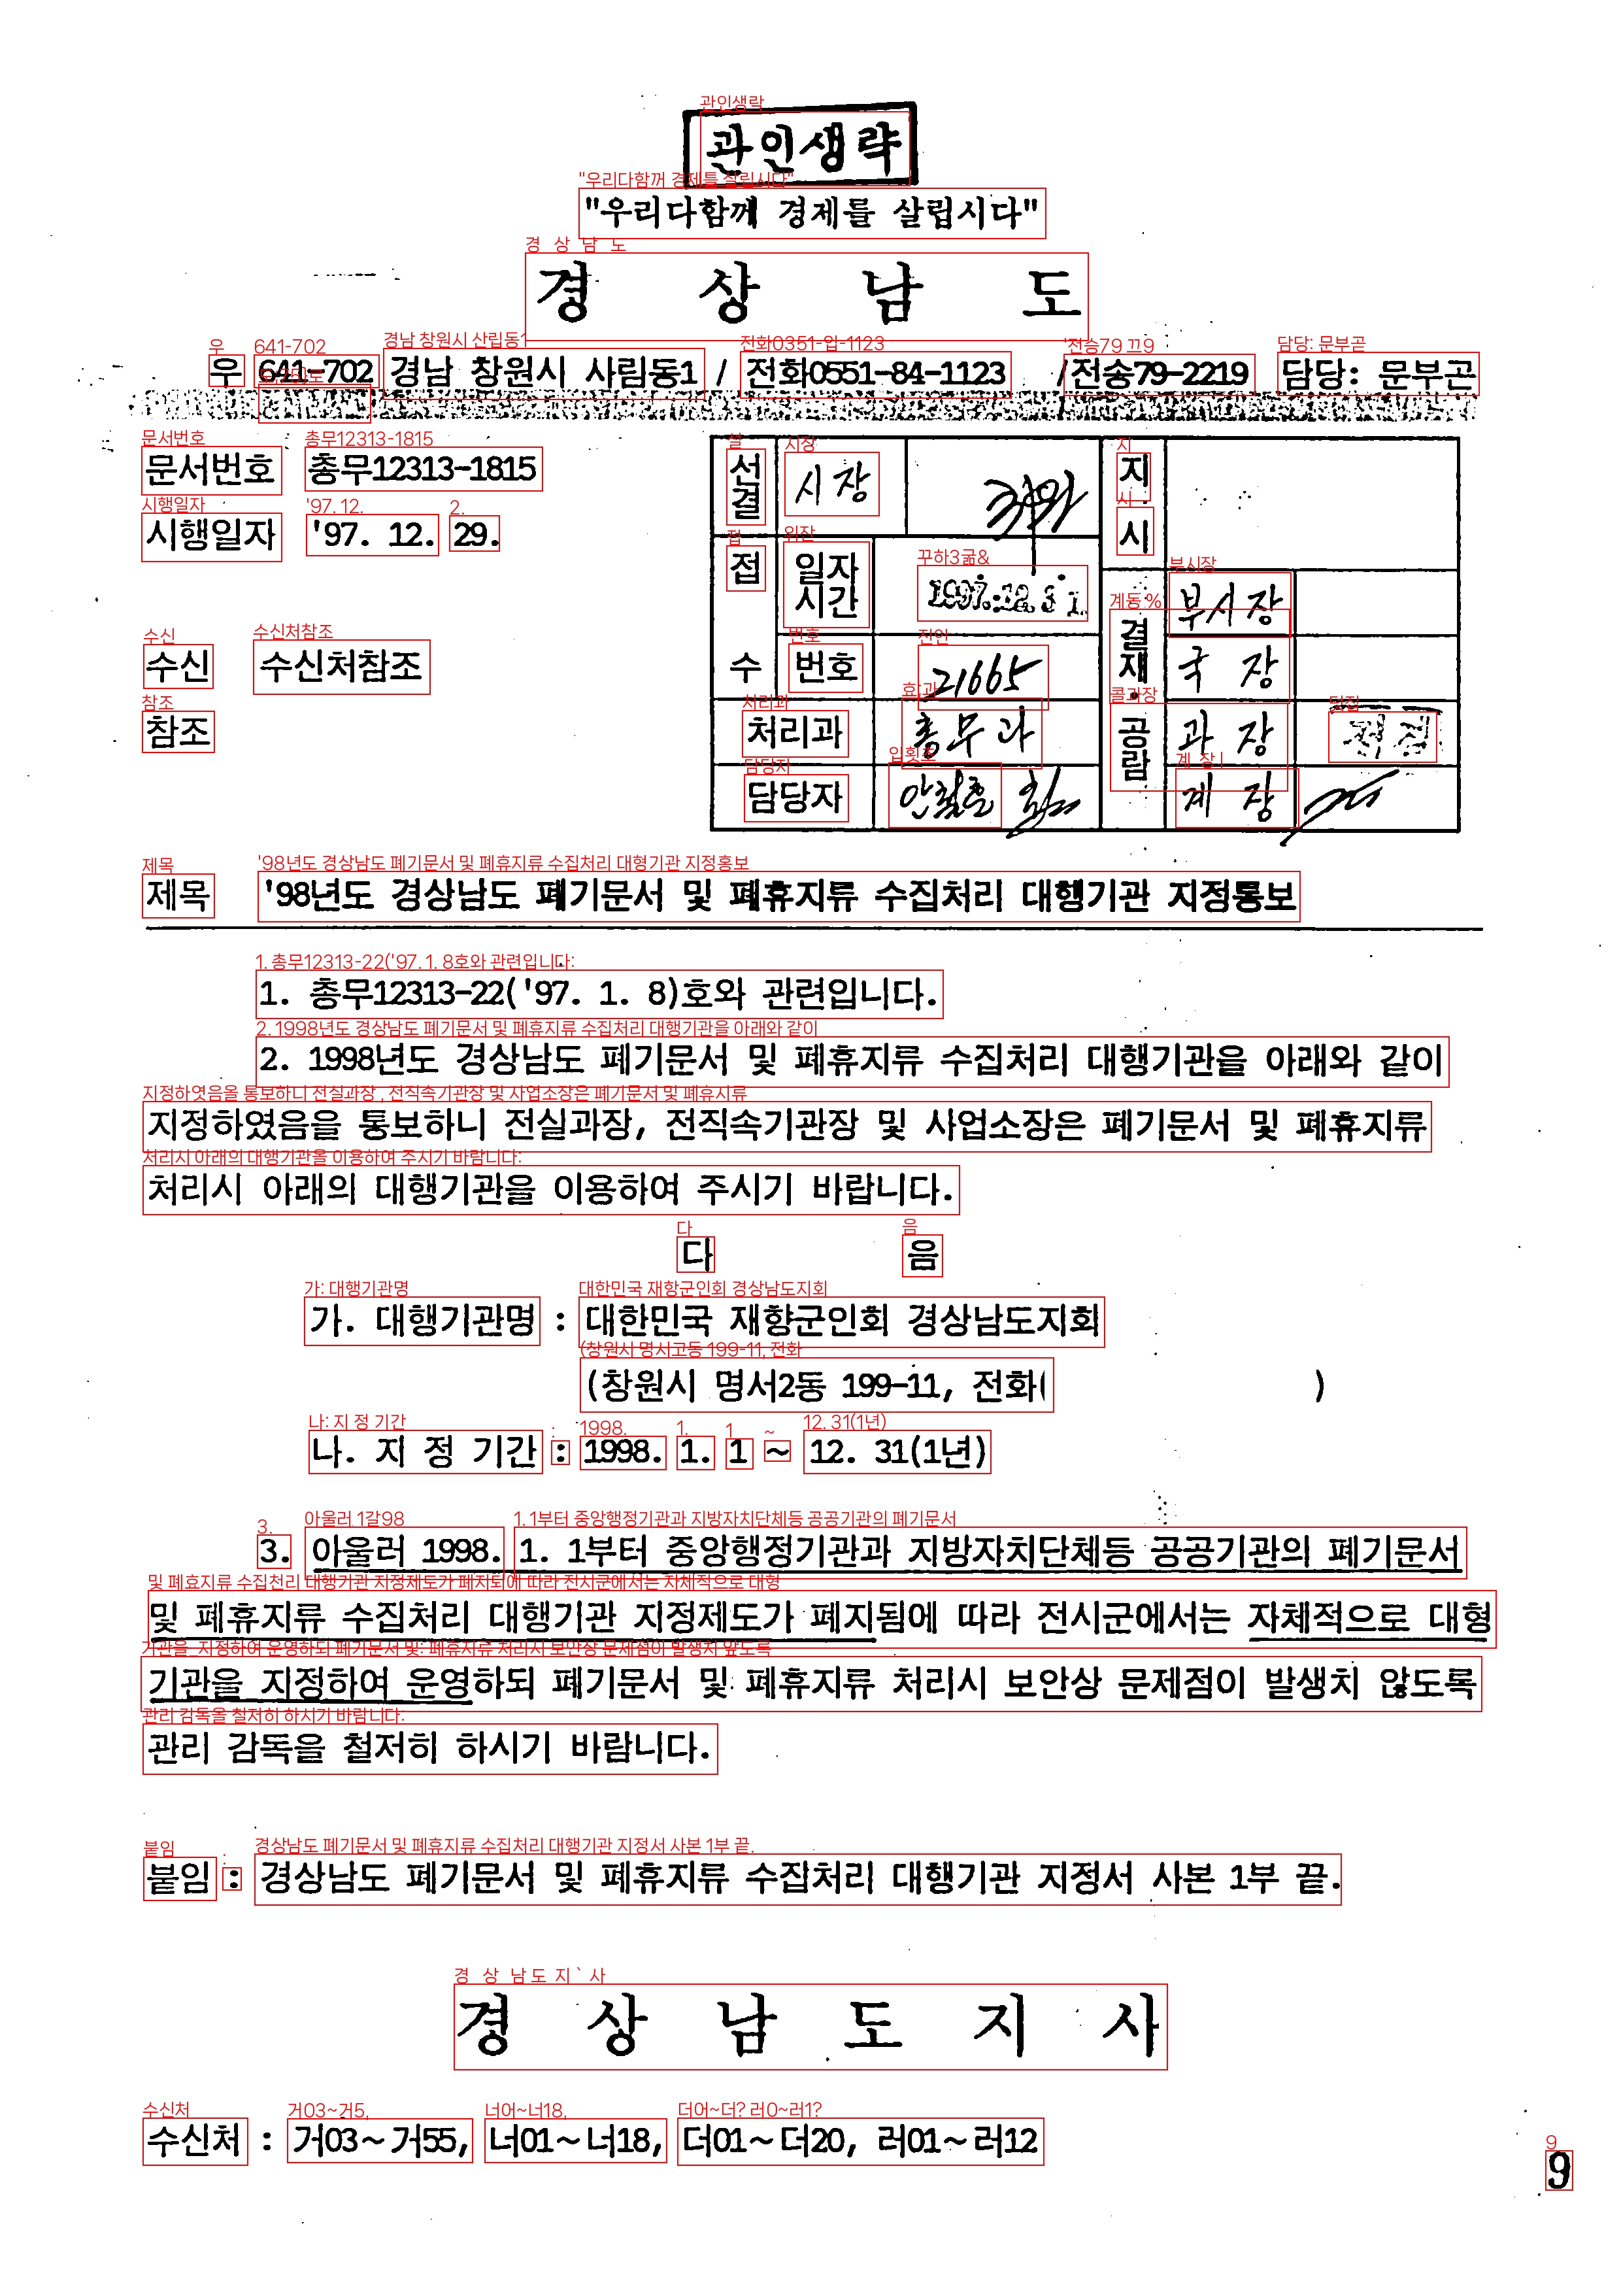 관인생략
"우리다함께 경제를 살립시다"
경 상 남 도
우 641-702 경남 창원시 사림동1 / 전화0551-84-1123 /전송79-2219 담당: 문부곤
문서번호 총무12313-1815
시행일자 '97. 12. 29.
수신 수신처참조
참조
선결 시장 지시
접수 일자시간 1997.12.31. 결재·공람 부시장
번호 21665 국 장
처리과 총무과 과 장
담당자 계 장
제목 '98년도 경상남도 폐기문서 및 폐휴지류 수집처리 대행기관 지정통보
1. 총무12313-22('97. 1. 8)호와 관련입니다.
2. 1998년도 경상남도 폐기문서 및 폐휴지류 수집처리 대행기관을 아래와 같이
지정하였음을 통보하니 전실과장, 전직속기관장 및 사업소장은 폐기문서 및 폐휴지류
처리시 아래의 대행기관을 이용하여 주시기 바랍니다.
다 음
가. 대행기관명 : 대한민국 재향군인회 경상남도지회
(창원시 명서2동 199-11, 전화( )
나. 지 정 기간 : 1998. 1. 1 ~ 12. 31(1년)
3. 아울러 1998. 1. 1부터 중앙행정기관과 지방자치단체등 공공기관의 폐기문서
및 폐휴지류 수집처리 대행기관 지정제도가 폐지됨에 따라 전시군에서는 자체적으로 대형
기관을 지정하여 운영하되 폐기문서 및 폐휴지류 처리시 보안상 문제점이 발생치 않도록
관리 감독을 철저히 하시기 바람니다.
붙임 : 경상남도 폐기문서 및 폐휴지류 수집처리 대행기관 지정서 사본 1부 끝.
경 상 남 도 지 사
수신처 : 거03~거55, 너01~너18, 더01~더20, 러01~러12
9